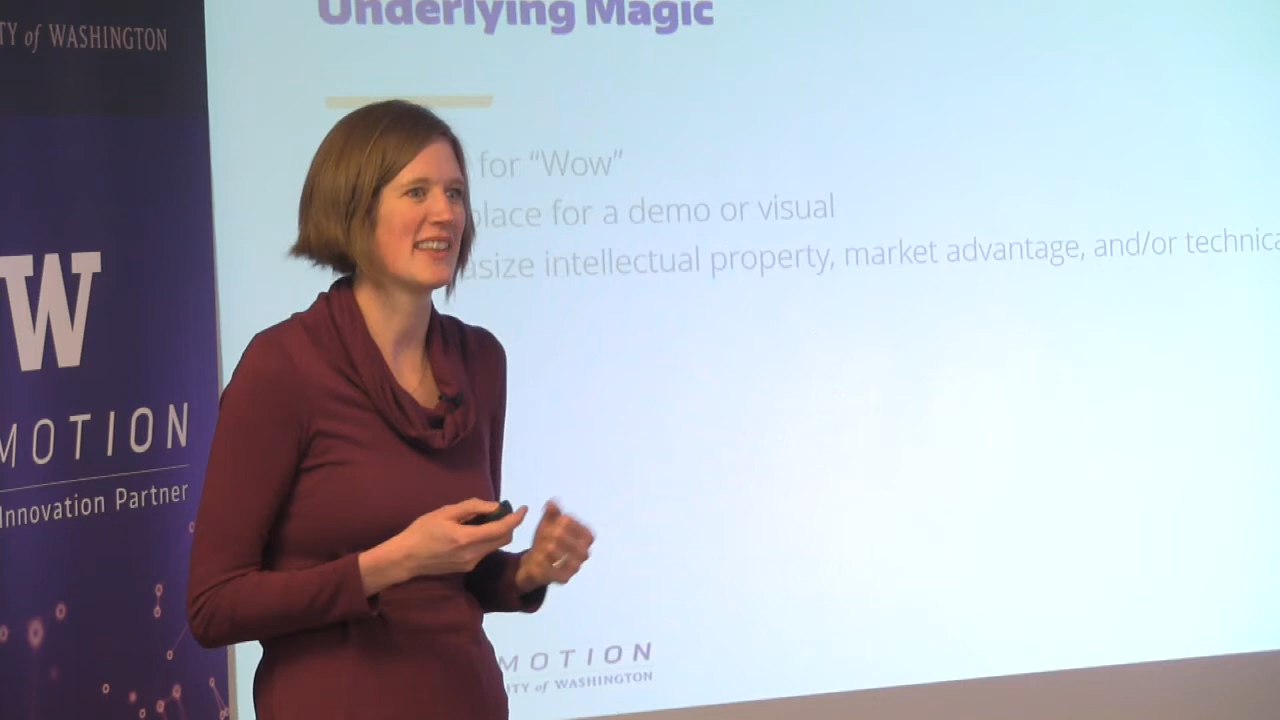 TY of WASHINGTON
W
MOTION
Innovation Partner
Underlying Magic
for “Wow”
place for a demo or visual
asize intellectual property, market advantage, and/or technica
MOTION
ITY of WASHINGTON